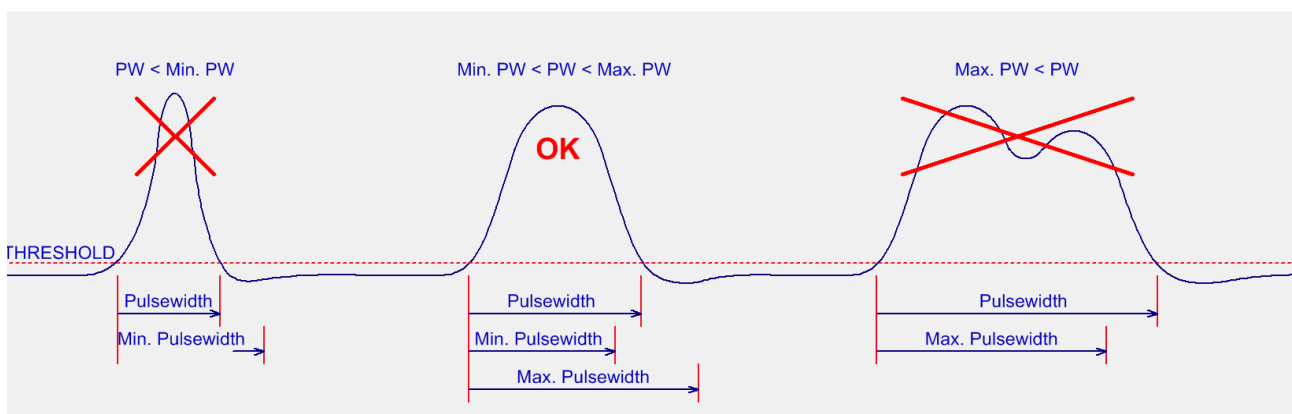 PW < Min. PW
Min. PW < PW < Max. PW
Max. PW < PW
OK
THRESHOLD
Pulsewidth
Pulsewidth
Pulsewidth
Min. Pulsewidth
Min. Pulsewidth
Max. Pulsewidth
Max. Pulsewidth